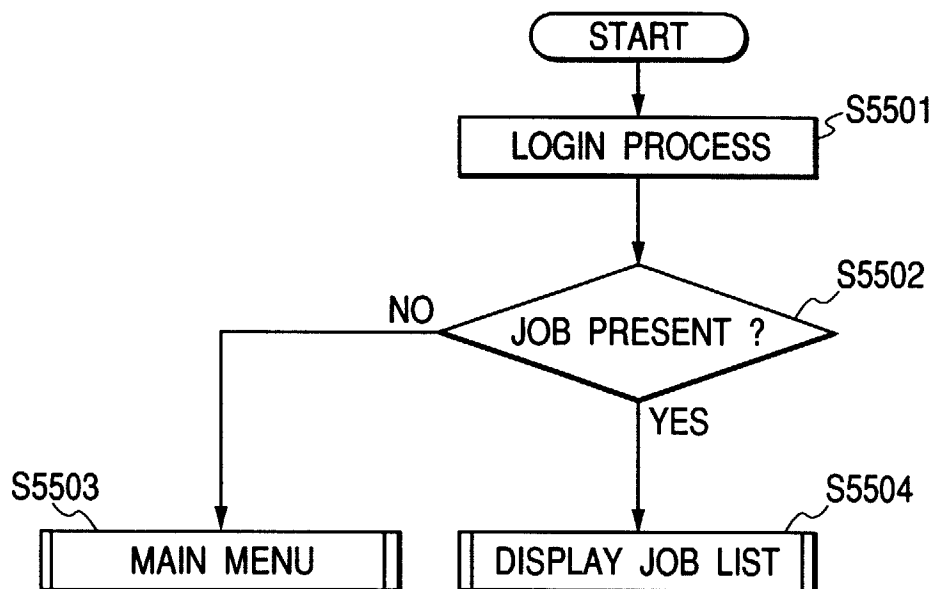 START
S5501
LOGIN PROCESS
S5502
NO
JOB PRESENT ?
YES
S5503
S5504
MAIN MENU
DISPLAY JOB LIST